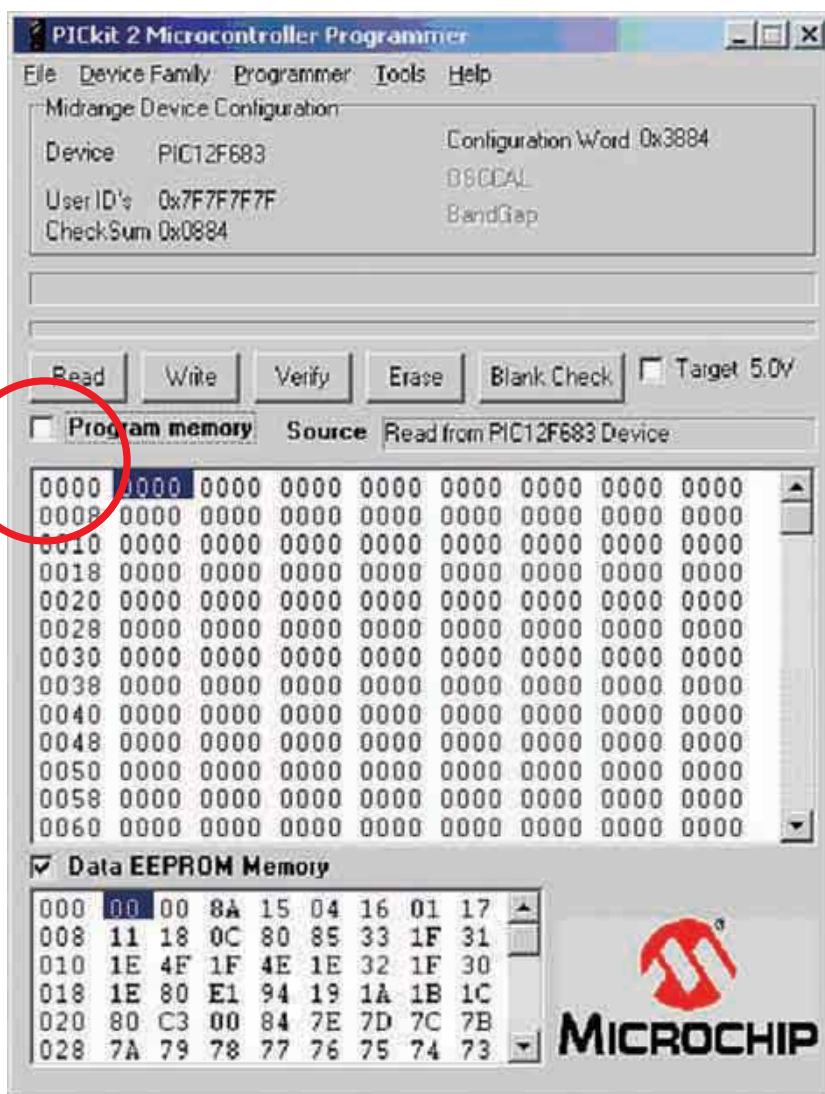 PICkit 2 Microcontroller Programmer
File Device Family Programmer Tools Help
Midrange Device Configuration
Device PIC12F683 Configuration Word 0x3884
OSCCAL
User ID's 0x7F7F7F7F BandGap
CheckSum 0x0884
Read Write Verify Erase Blank Check Target 5.0V
Program memory Source Read from PIC12F683 Device
0000 0000 0000 0000 0000 0000 0000 0000 0000
0008 0000 0000 0000 0000 0000 0000 0000 0000
0010 0000 0000 0000 0000 0000 0000 0000 0000
0018 0000 0000 0000 0000 0000 0000 0000 0000
0020 0000 0000 0000 0000 0000 0000 0000 0000
0028 0000 0000 0000 0000 0000 0000 0000 0000
0030 0000 0000 0000 0000 0000 0000 0000 0000
0038 0000 0000 0000 0000 0000 0000 0000 0000
0040 0000 0000 0000 0000 0000 0000 0000 0000
0048 0000 0000 0000 0000 0000 0000 0000 0000
0050 0000 0000 0000 0000 0000 0000 0000 0000
0058 0000 0000 0000 0000 0000 0000 0000 0000
0060 0000 0000 0000 0000 0000 0000 0000 0000
Data EEPROM Memory
000 00 00 8A 15 04 16 01 17
008 11 18 0C 80 85 33 1F 31
010 1E 4F 1F 4E 1E 32 1F 30
018 1E 80 E1 94 19 1A 1B 1C
020 80 C3 00 84 7E 7D 7C 7B
028 7A 79 78 77 76 75 74 73
MICROCHIP